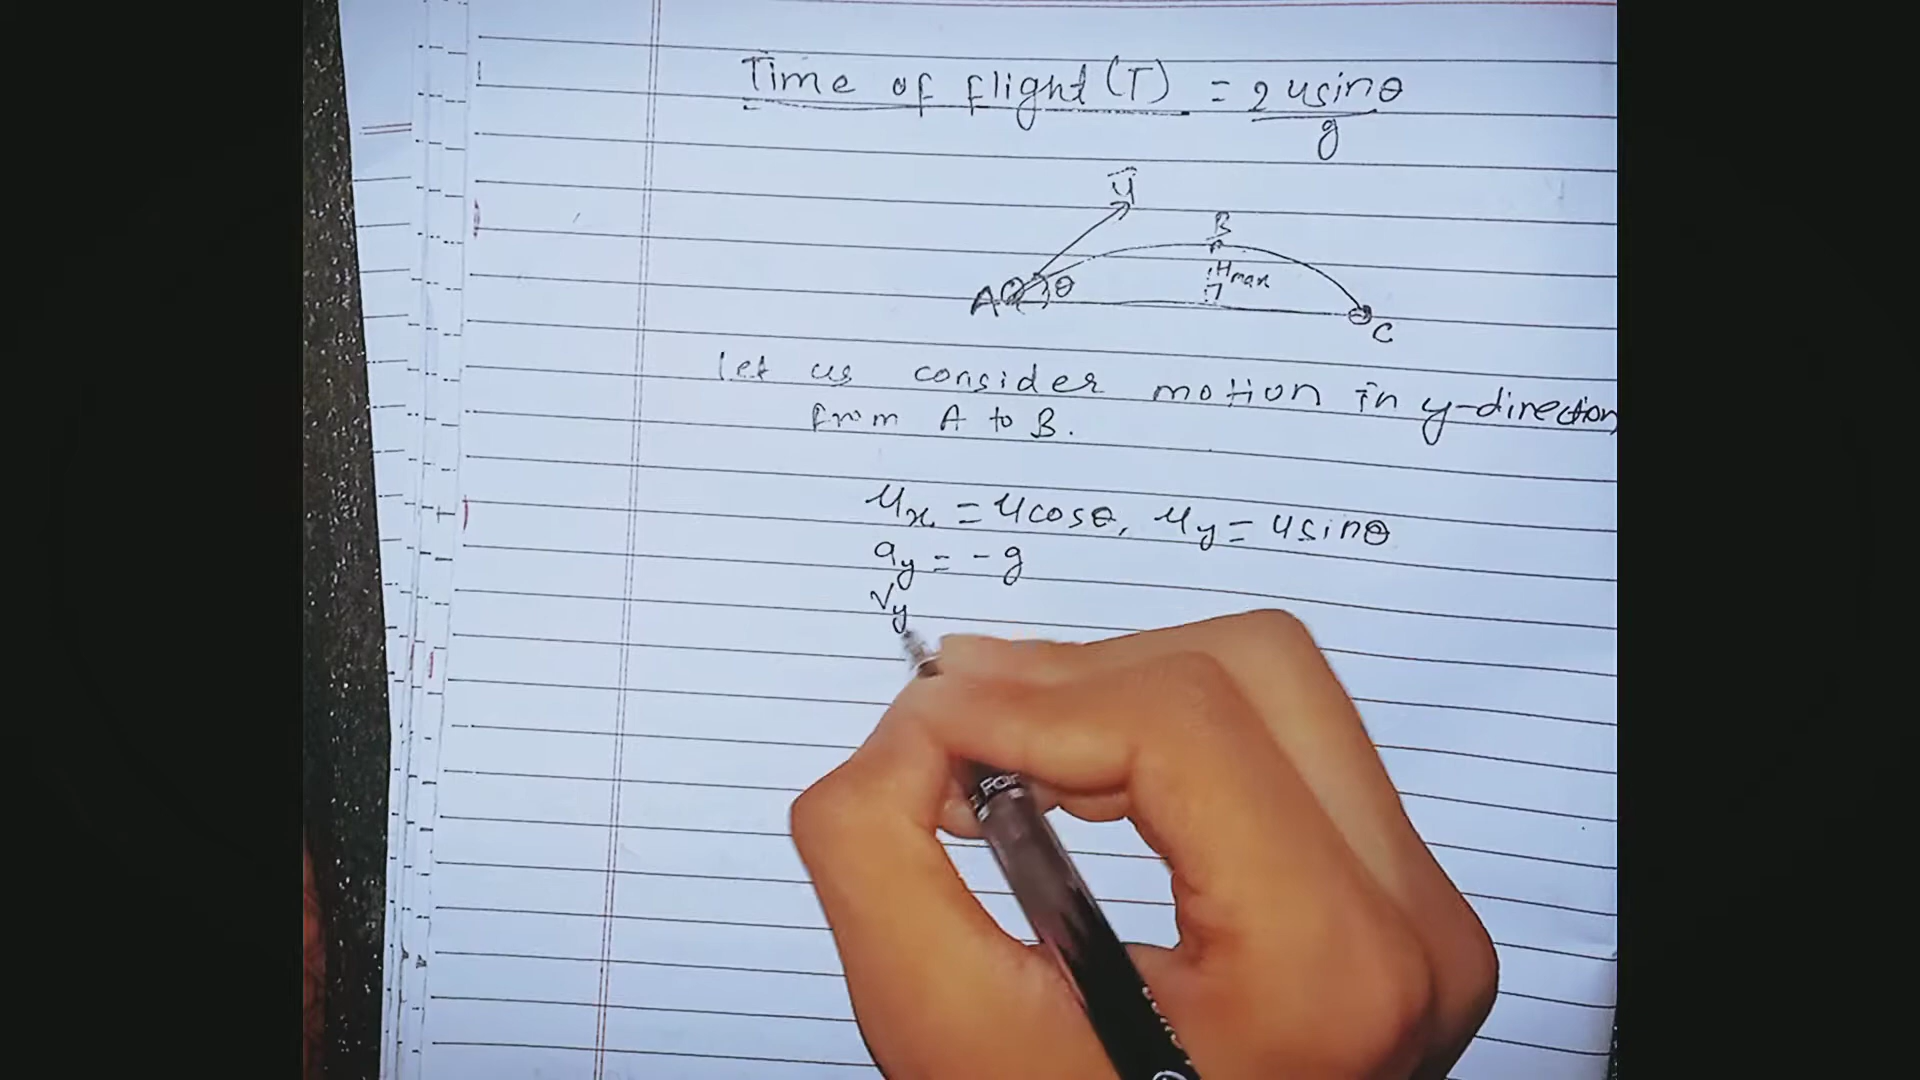 Time of flight (T) = 2usinθ/g
u⃗
B
Hmax
A θ
C
Let us consider motion in y-direction
from A to B.
ux = ucosθ, uy = usinθ
ay = -g
vy